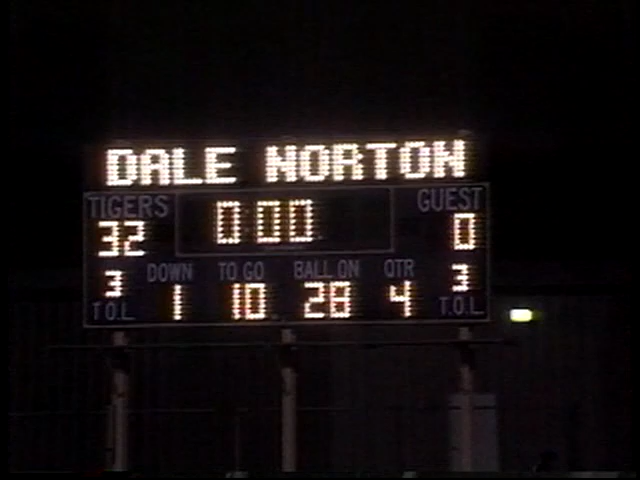 DALE NORTON
TIGERS 0:00 GUEST
32 0
DOWN TO GO BALL ON QTR
3 1 10 28 4 3
T.O.L. T.O.L.